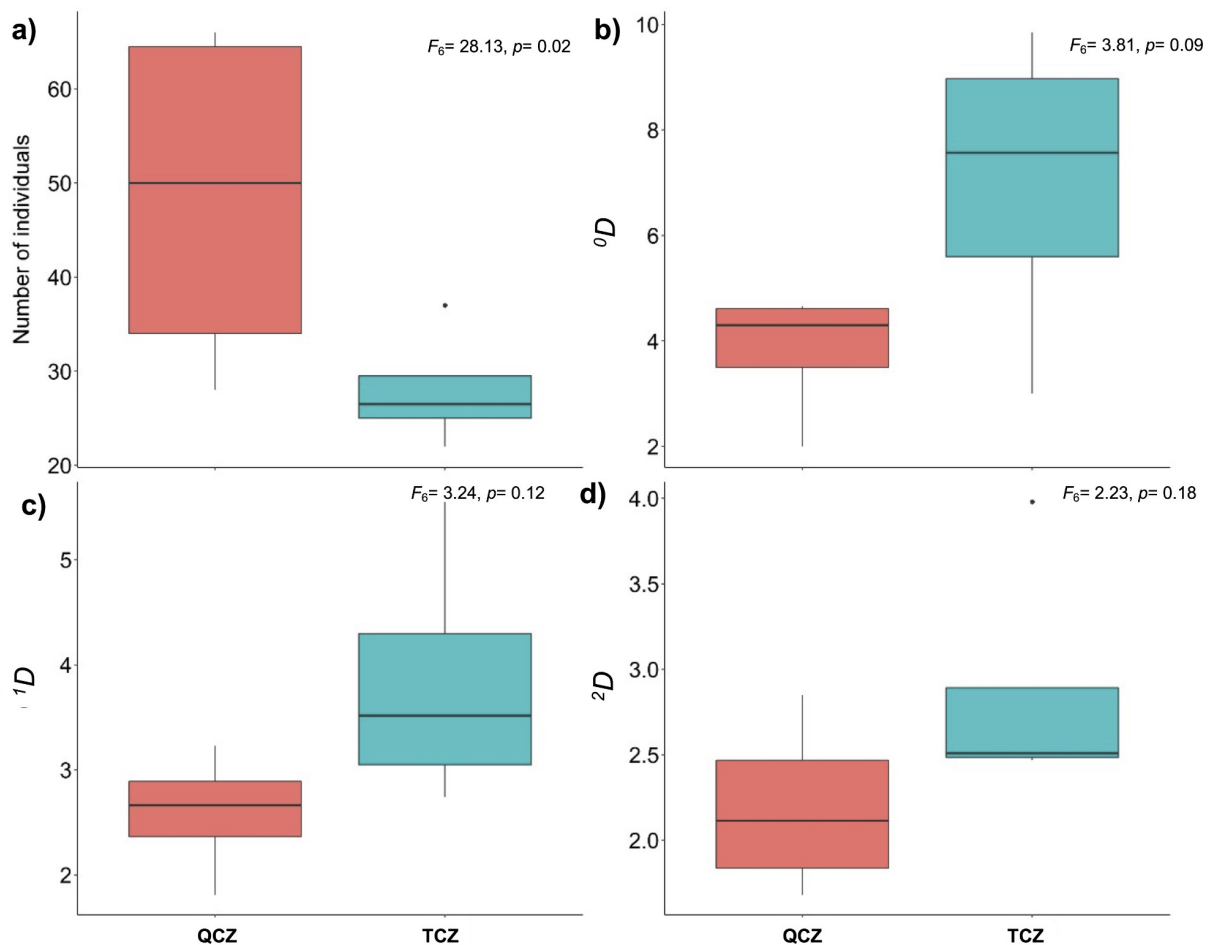 a)
F6= 28.13, p= 0.02
Number of individuals
60
50
40
30
20
b)
F6= 3.81, p= 0.09
0D
10
8
6
4
2
c)
F6= 3.24, p= 0.12
1D
5
4
3
2
QCZ
TCZ
d)
F6= 2.23, p= 0.18
2D
4.0
3.5
3.0
2.5
2.0
QCZ
TCZ